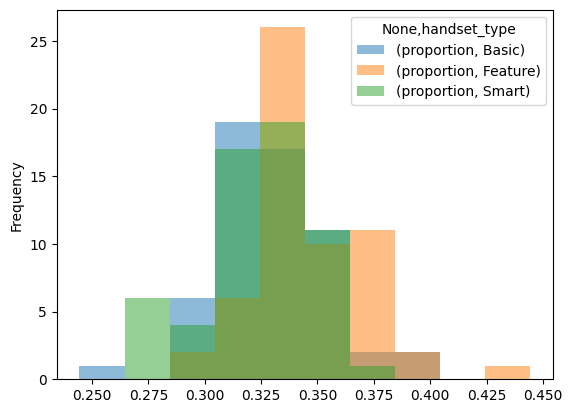 None,handset_type
(proportion, Basic)
(proportion, Feature)
(proportion, Smart)
Frequency
25
20
15
10
5
0
0.250 0.275 0.300 0.325 0.350 0.375 0.400 0.425 0.450